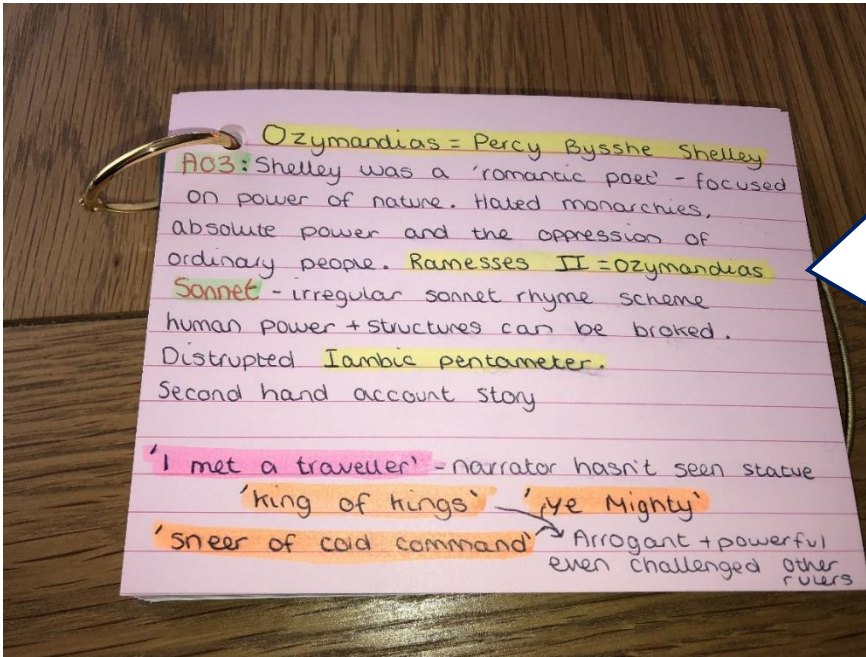 Ozymandias = Percy Bysshe Shelley
AO3: Shelley was a 'romantic poet' - focused
on power of nature. Hated monarchies,
absolute power and the oppression of
ordinary people. Ramesses II = Ozymandias
Sonnet - irregular sonnet rhyme scheme
human power + structures can be broked.
Distrupted Iambic pentameter.
Second hand account story
'I met a traveller' - narrator hasn't seen statue
'King of kings' 'ye Mighty'
'sneer of cold command' Arrogant + powerful
even challenged other
rulers